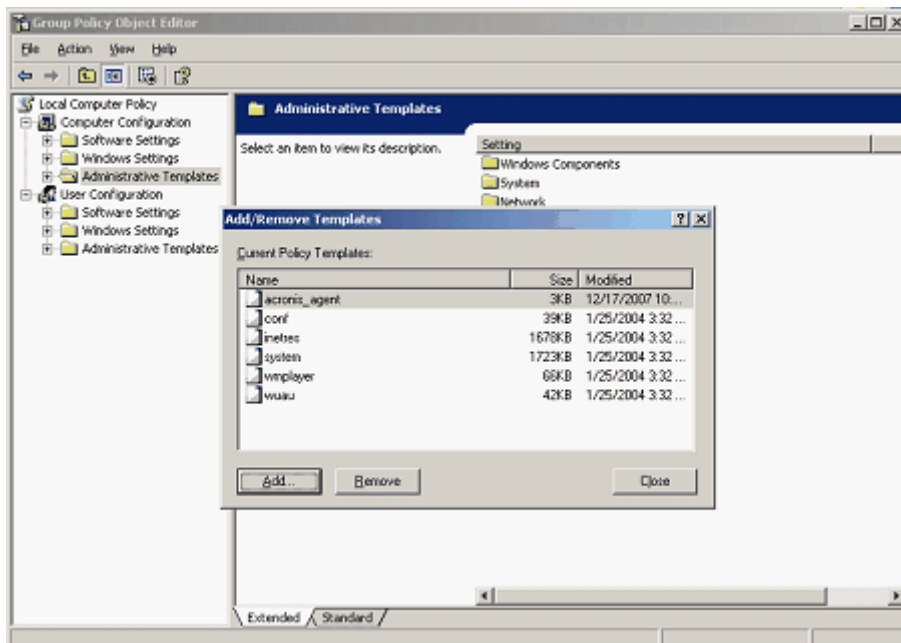 Group Policy Object Editor
File Action View Help
Local Computer Policy
Computer Configuration
Software Settings
Windows Settings
Administrative Templates
User Configuration
Software Settings
Windows Settings
Administrative Templates
Administrative Templates
Select an item to view its description.
Setting
Windows Components
System
Network
Add/Remove Templates
Current Policy Templates:
Name Size Modified
acronis_agent 3KB 12/17/2007 10:...
conf 39KB 1/25/2004 3:32 ...
inetres 1678KB 1/25/2004 3:32 ...
system 1723KB 1/25/2004 3:32 ...
wmplayer 66KB 1/25/2004 3:32 ...
wuau 42KB 1/25/2004 3:32 ...
Add... Remove Close
Extended Standard